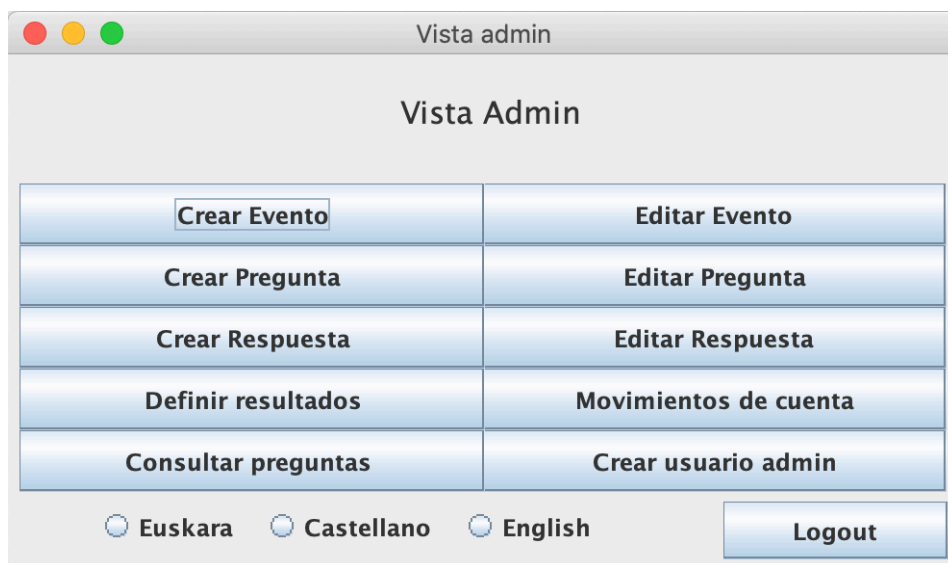 Vista admin
Vista Admin
Crear Evento Editar Evento
Crear Pregunta Editar Pregunta
Crear Respuesta Editar Respuesta
Definir resultados Movimientos de cuenta
Consultar preguntas Crear usuario admin
Euskara Castellano English Logout